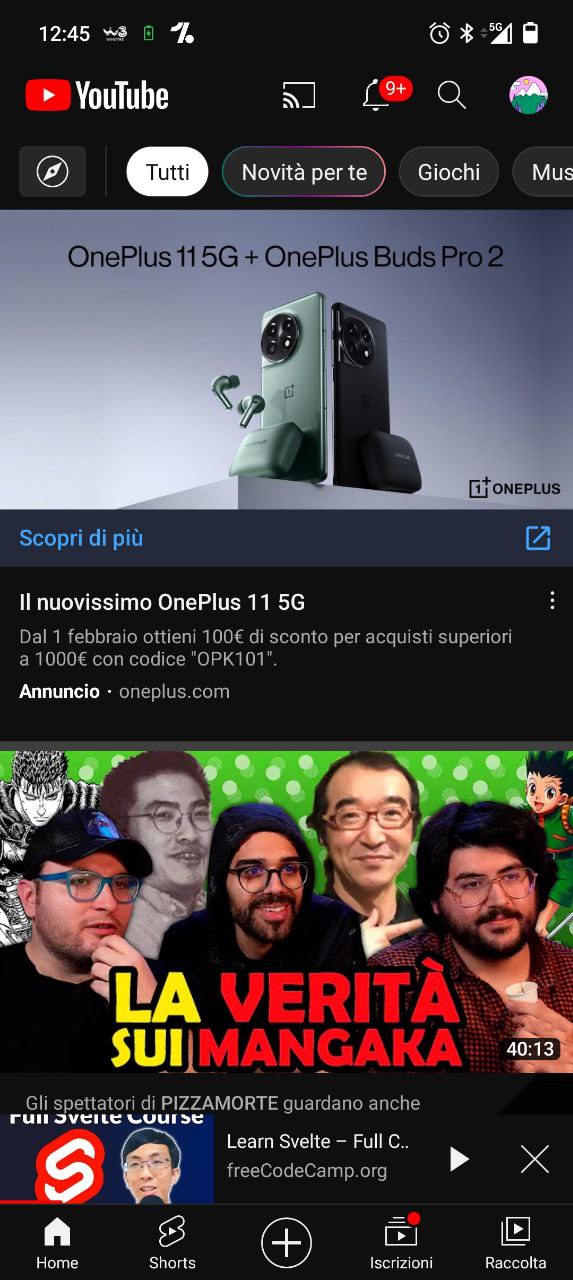 12:45
5G
YouTube
9+
Tutti
Novità per te
Giochi
Mus
OnePlus 11 5G + OnePlus Buds Pro 2
ONEPLUS
Scopri di più
Il nuovissimo OnePlus 11 5G
Dal 1 febbraio ottieni 100€ di sconto per acquisti superiori
a 1000€ con codice "OPK101".
Annuncio · oneplus.com
LA VERITÀ
SUI MANGAKA
40:13
Gli spettatori di PIZZAMORTE guardano anche
Full Svelte Course
Learn Svelte – Full C..
freeCodeCamp.org
Home
Shorts
Iscrizioni
Raccolta